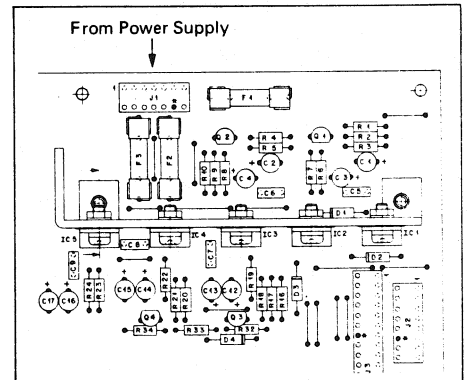 From Power Supply
J1
F1
Q2
R4
R5
Q1
R1
R2
R3
F3
F2
R10
R9
R8
C2
C4
C6
R7
R6
C1
C3
C5
D1
IC5
C8
IC4
IC3
IC2
IC1
C9
C7
D2
R24
R23
R22
R21
R20
R19
R18
R17
R16
D3
C17
C16
C15
C14
C13
C12
Q4
Q3
R34
R33
R32
D4
J3
J2